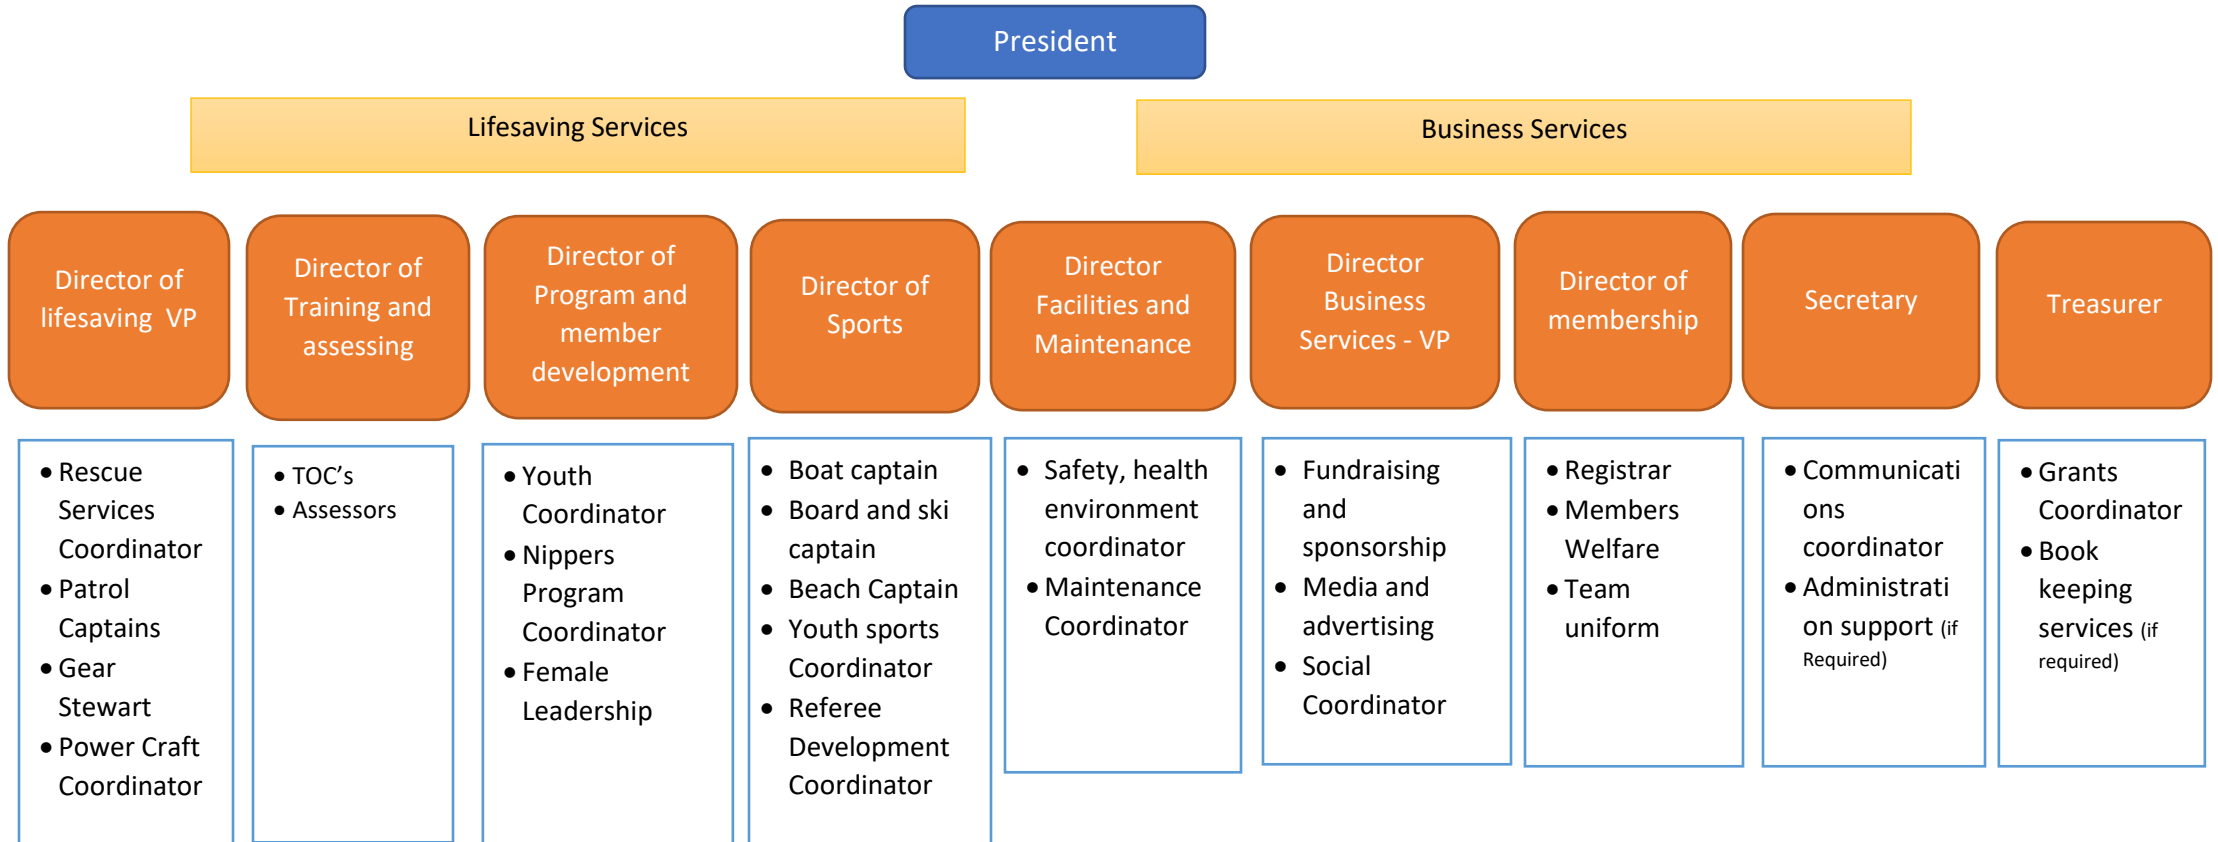 President
Lifesaving Services
Business Services
Director of
lifesaving  VP
Director of
Training and
assessing
Director of
Program and
member
development
Director of
Sports
Director
Facilities and
Maintenance
Director
Business
Services - VP
Director of
membership
Secretary
Treasurer
• Rescue
Services
Coordinator
• Patrol
Captains
• Gear
Stewart
• Power Craft
Coordinator
• TOC’s
• Assessors
• Youth
Coordinator
• Nippers
Program
Coordinator
• Female
Leadership
• Boat captain
• Board and ski
captain
• Beach Captain
• Youth sports
Coordinator
• Referee
Development
Coordinator
• Safety, health
environment
coordinator
• Maintenance
Coordinator
• Fundraising
and
sponsorship
• Media and
advertising
• Social
Coordinator
• Registrar
• Members
Welfare
• Team
uniform
• Communicati
ons
coordinator
• Administrati
on support (if
Required)
• Grants
Coordinator
• Book
keeping
services (if
required)